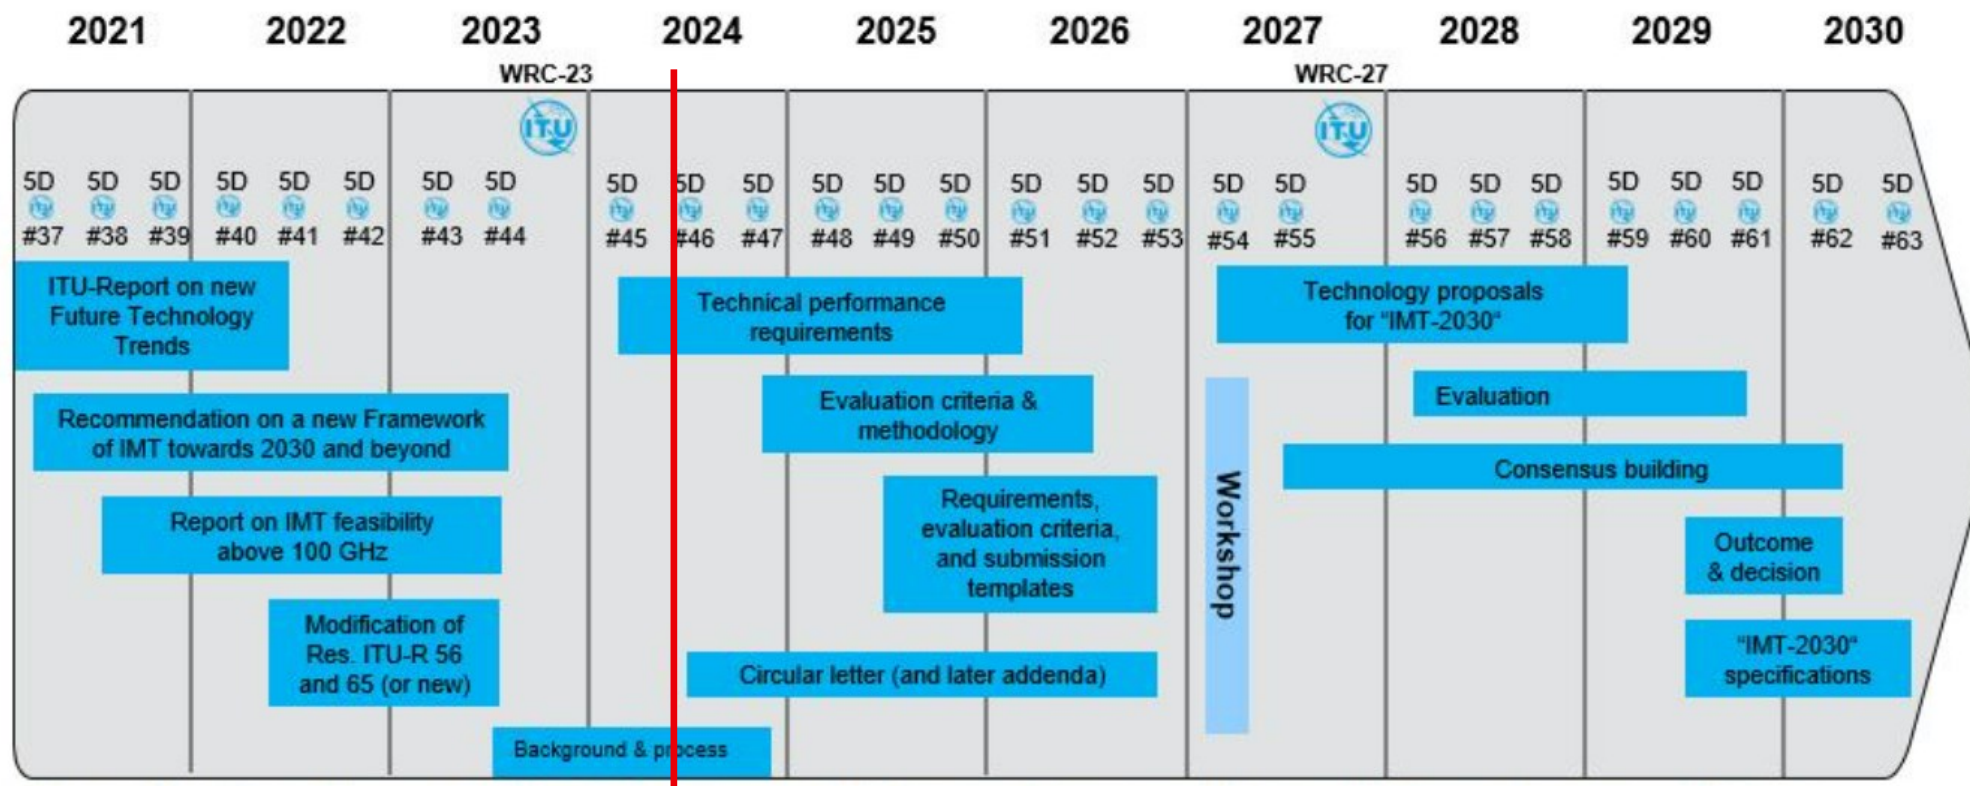 2021 2022 2023 2024 2025 2026 2027 2028 2029 2030
WRC-23 WRC-27
ITU ITU
5D 5D 5D 5D 5D 5D 5D 5D 5D 5D 5D 5D 5D 5D 5D 5D 5D 5D 5D 5D 5D 5D 5D 5D 5D 5D 5D
#37 #38 #39 #40 #41 #42 #43 #44 #45 #46 #47 #48 #49 #50 #51 #52 #53 #54 #55 #56 #57 #58 #59 #60 #61 #62 #63
ITU-Report on new
Future Technology
Trends
Technical performance
requirements
Technology proposals
for “IMT-2030“
Recommendation on a new Framework
of IMT towards 2030 and beyond
Evaluation criteria &
methodology
Evaluation
Consensus building
Report on IMT feasibility
above 100 GHz
Requirements,
evaluation criteria,
and submission
templates
Workshop
Outcome
& decision
Modification of
Res. ITU-R 56
and 65 (or new)
Circular letter (and later addenda)
“IMT-2030“
specifications
Background & process